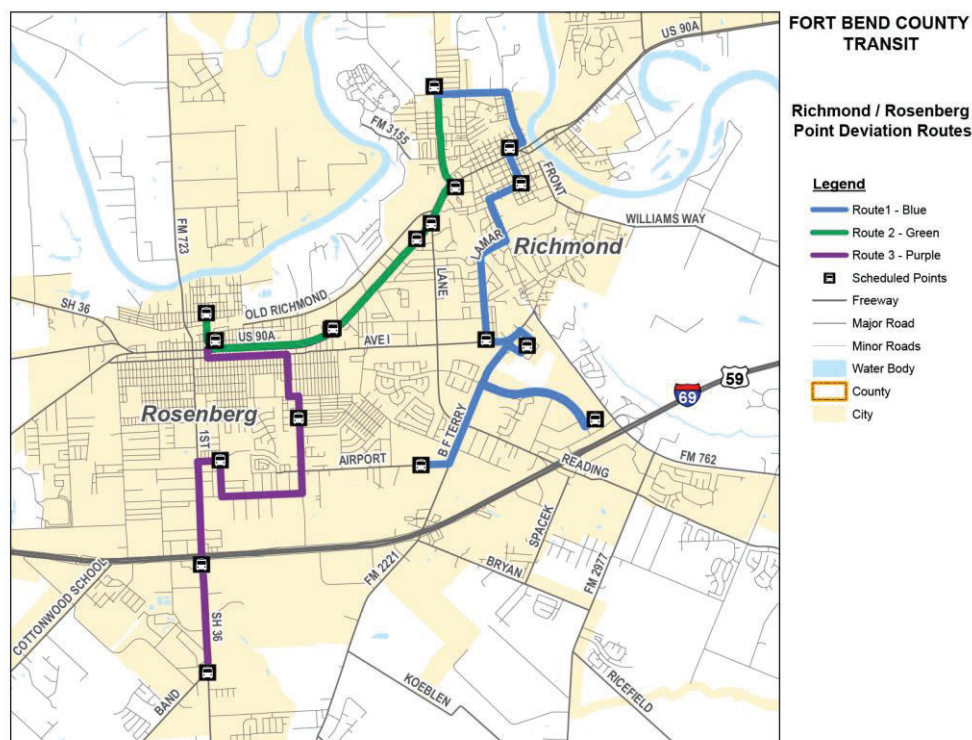 FORT BEND COUNTY
TRANSIT
Richmond / Rosenberg
Point Deviation Routes
Legend
Route1 - Blue
Route 2 - Green
Route 3 - Purple
Scheduled Points
Freeway
Major Road
Minor Roads
Water Body
County
City
US 90A
FM 3155
FRONT
WILLIAMS WAY
FM 723
LAMAR
Richmond
LANE
OLD RICHMOND
SH 36
US 90A
AVE I
59
69
Rosenberg
1ST
B F TERRY
AIRPORT
READING
FM 762
SPACEK
BRYAN
FM 2221
FM 2977
COTTONWOOD SCHOOL
SH 36
BAND
KOEBLEN
RICEFIELD